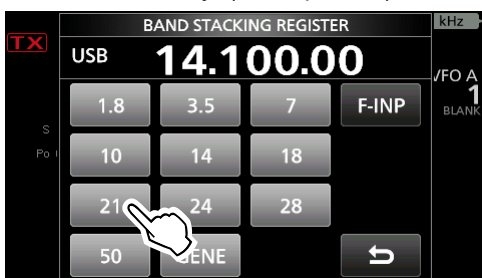 BAND STACKING REGISTER
kHz
TX
USB 14.100.00
VFO A
1
BLANK
1.8 3.5 7 F-INP
S
Po
10 14 18
21 24 28
50 GENE